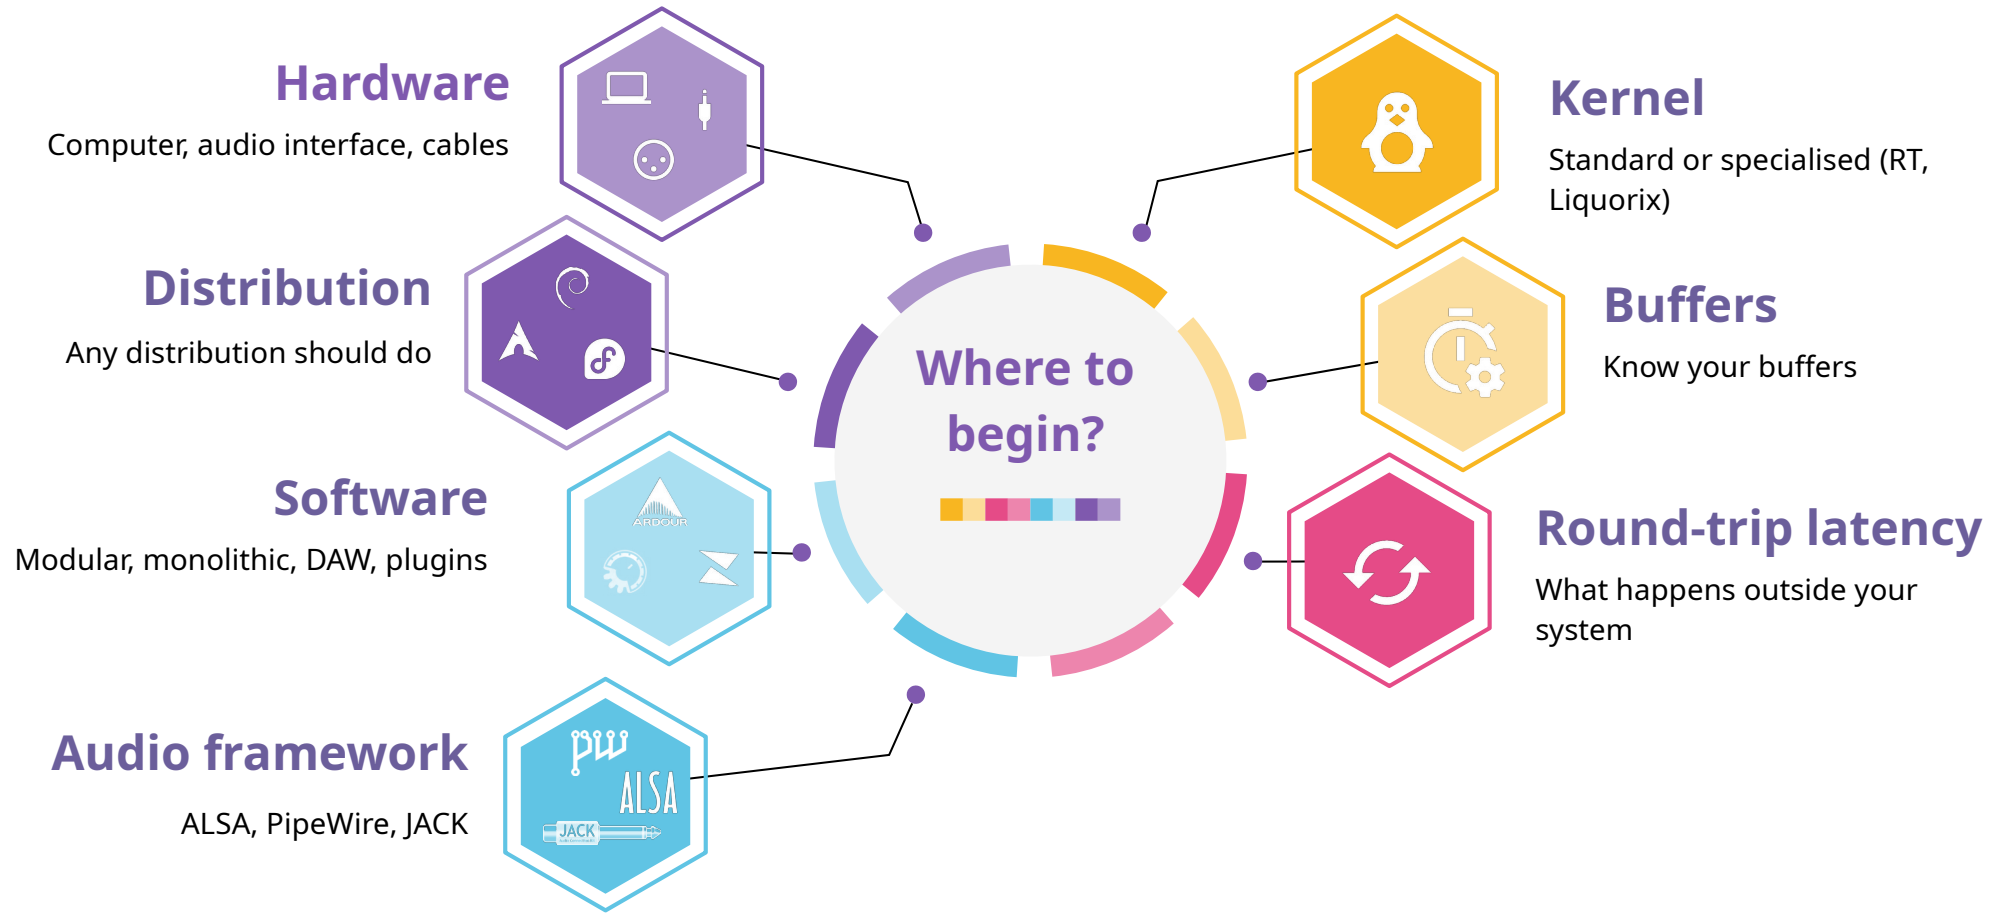 Hardware
Computer, audio interface, cables
Distribution
Any distribution should do
Software
Modular, monolithic, DAW, plugins
ARDOUR
Audio framework
ALSA, PipeWire, JACK
pw
ALSA
JACK
Where to
begin?
Kernel
Standard or specialised (RT,
Liquorix)
Buffers
Know your buffers
Round-trip latency
What happens outside your
system